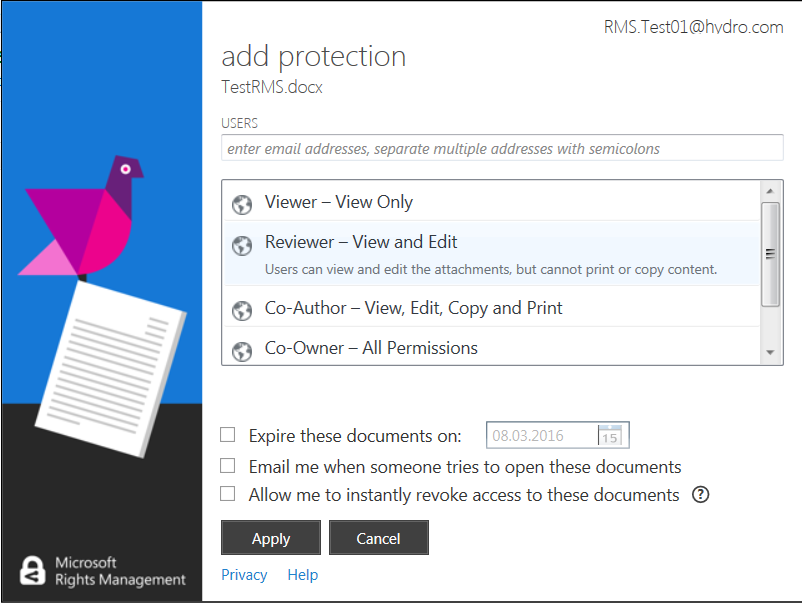 RMS.Test01@hydro.com
add protection
TestRMS.docx
USERS
enter email addresses, separate multiple addresses with semicolons
Viewer – View Only
Reviewer – View and Edit
Users can view and edit the attachments, but cannot print or copy content.
Co-Author – View, Edit, Copy and Print
Co-Owner – All Permissions
Expire these documents on: 08.03.2016 15
Email me when someone tries to open these documents
Allow me to instantly revoke access to these documents ?
Apply Cancel
Privacy Help
Microsoft
Rights Management